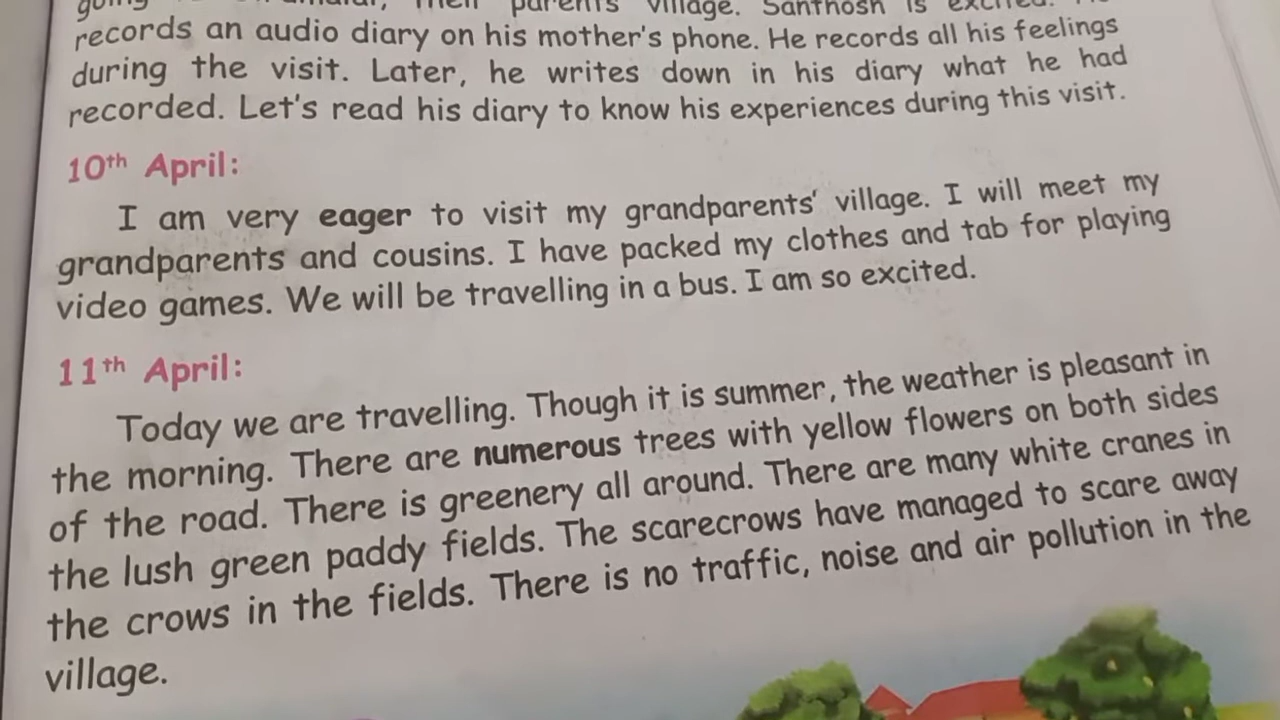 parents village. Santhosh is
records an audio diary on his mother's phone. He records all his feelings
during the visit. Later, he writes down in his diary what he had
recorded. Let's read his diary to know his experiences during this visit.
10th April:
I am very eager to visit my grandparents' village. I will meet my
grandparents and cousins. I have packed my clothes and tab for playing
video games. We will be travelling in a bus. I am so excited.
11th April:
Today we are travelling. Though it is summer, the weather is pleasant in
the morning. There are numerous trees with yellow flowers on both sides
of the road. There is greenery all around. There are many white cranes in
the lush green paddy fields. The scarecrows have managed to scare away
the crows in the fields. There is no traffic, noise and air pollution in the
village.